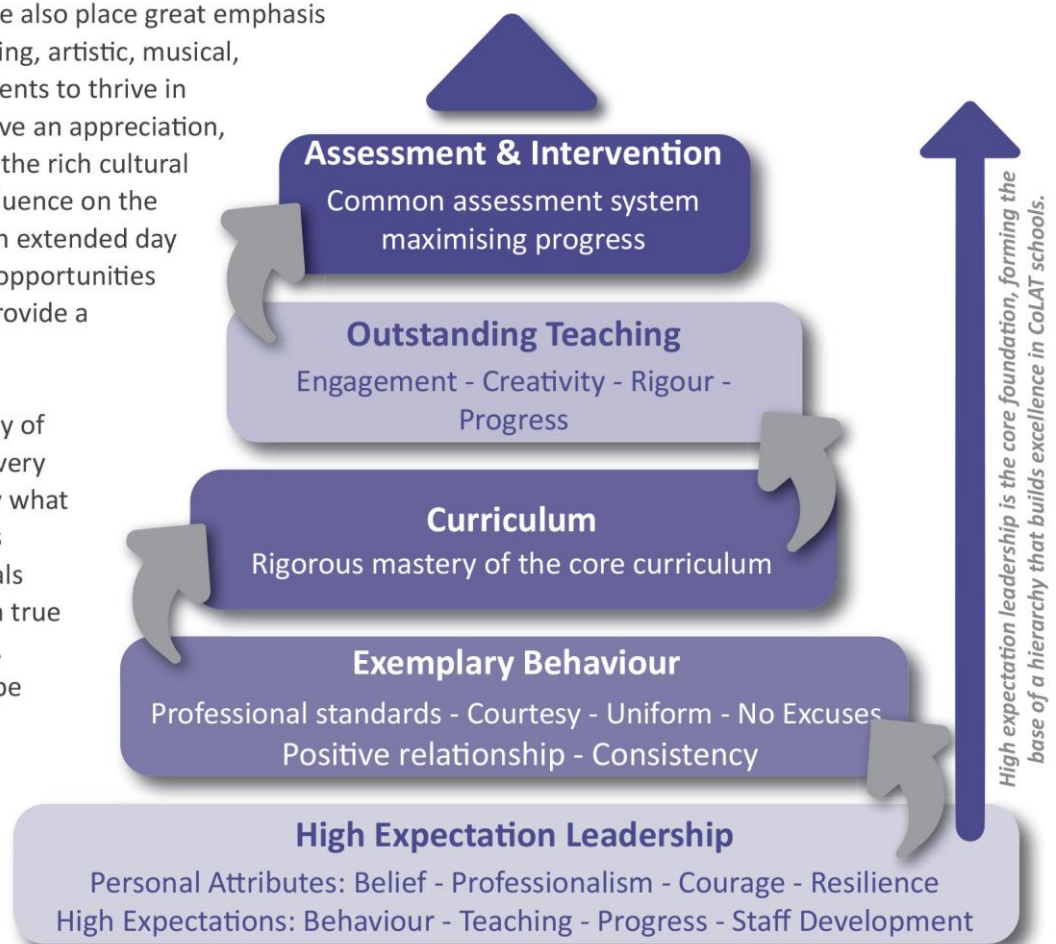 e also place great emphasis
ing, artistic, musical,
ents to thrive in
ve an appreciation,
the rich cultural
uence on the
n extended day
opportunities
rovide a
y of
very
what
s
als
a true
be
Assessment & Intervention
Common assessment system
maximising progress
Outstanding Teaching
Engagement - Creativity - Rigour -
Progress
Curriculum
Rigorous mastery of the core curriculum
Exemplary Behaviour
Professional standards - Courtesy - Uniform - No Excuses
Positive relationship - Consistency
High Expectation Leadership
Personal Attributes: Belief - Professionalism - Courage - Resilience
High Expectations: Behaviour - Teaching - Progress - Staff Development
High expectation leadership is the core foundation, forming the
base of a hierarchy that builds excellence in CoLAT schools.